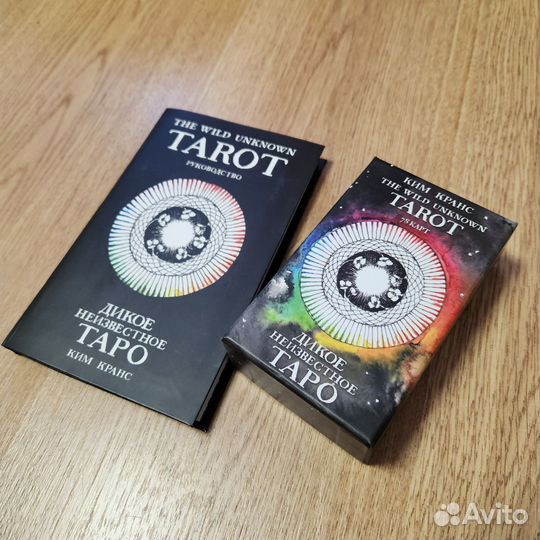 THE WILD UNKNOWN
TAROT
РУКОВОДСТВО
ДИКОЕ
НЕИЗВЕСТНОЕ
ТАРО
КИМ КРАНС
КИМ КРАНС
THE WILD UNKNOWN
TAROT
78 КАРТ
ДИКОЕ
НЕИЗВЕСТНОЕ
ТАРО
Avito